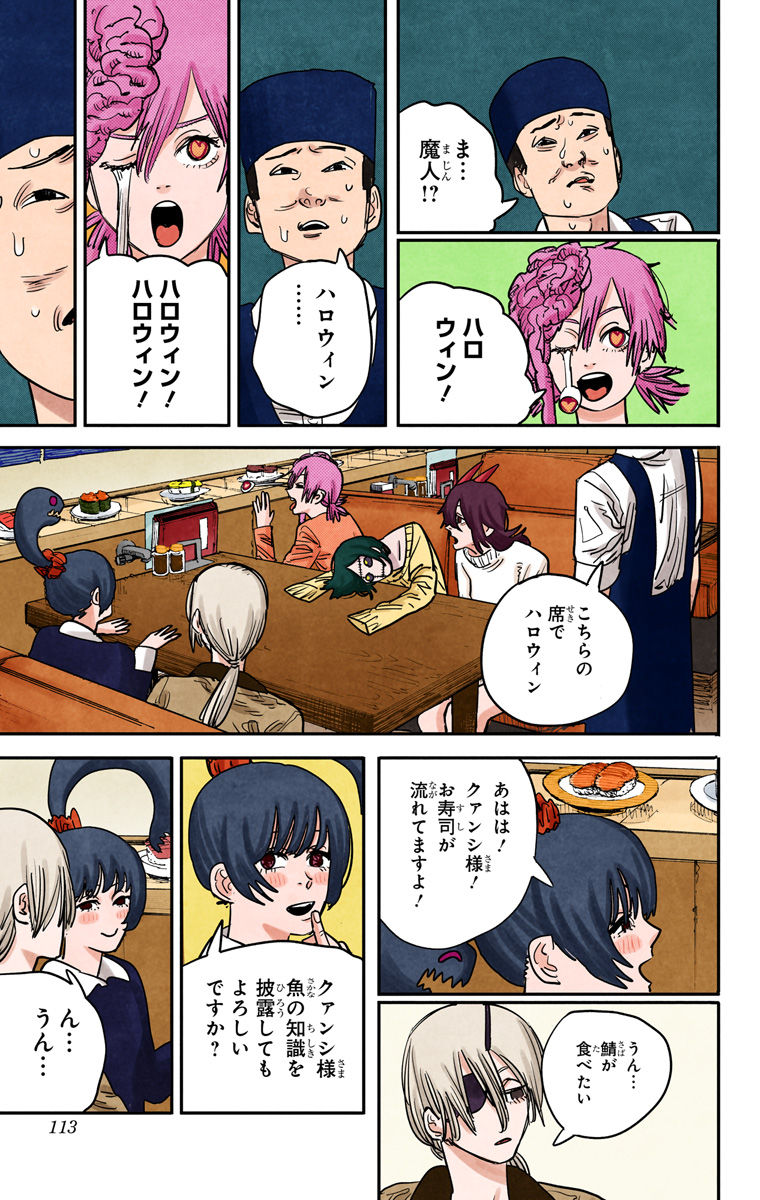 ま…
魔人
!?
ハロ
ウィン！
ハロウィン
……
ハロウィン！
ハロウィン！
こちらの
席で
ハロウィン
あはは！
クァンシ様！
お寿司が
流れてますよ！
うん…
鯖が
食べたい
クァンシ様
魚の知識を
披露しても
よろしい
ですか？
ん…
うん…
113